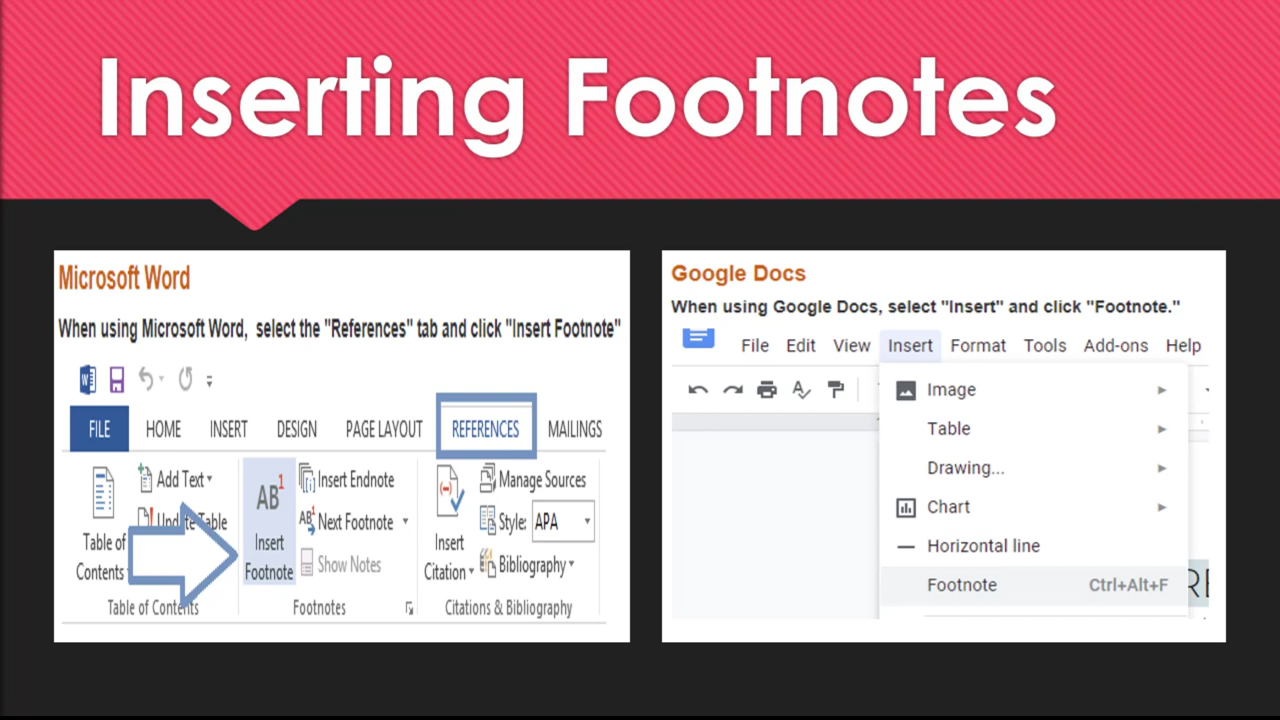 Inserting Footnotes
Microsoft Word
When using Microsoft Word, select the "References" tab and click "Insert Footnote"
FILE HOME INSERT DESIGN PAGE LAYOUT REFERENCES MAILINGS
Table of
Contents
Add Text
Update Table
Table of Contents
AB1
Insert
Footnote
Insert Endnote
Next Footnote
Show Notes
Footnotes
Insert
Citation
Manage Sources
Style: APA
Bibliography
Citations & Bibliography
Google Docs
When using Google Docs, select "Insert" and click "Footnote."
File Edit View Insert Format Tools Add-ons Help
Image
Table
Drawing...
Chart
Horizontal line
Footnote Ctrl+Alt+F